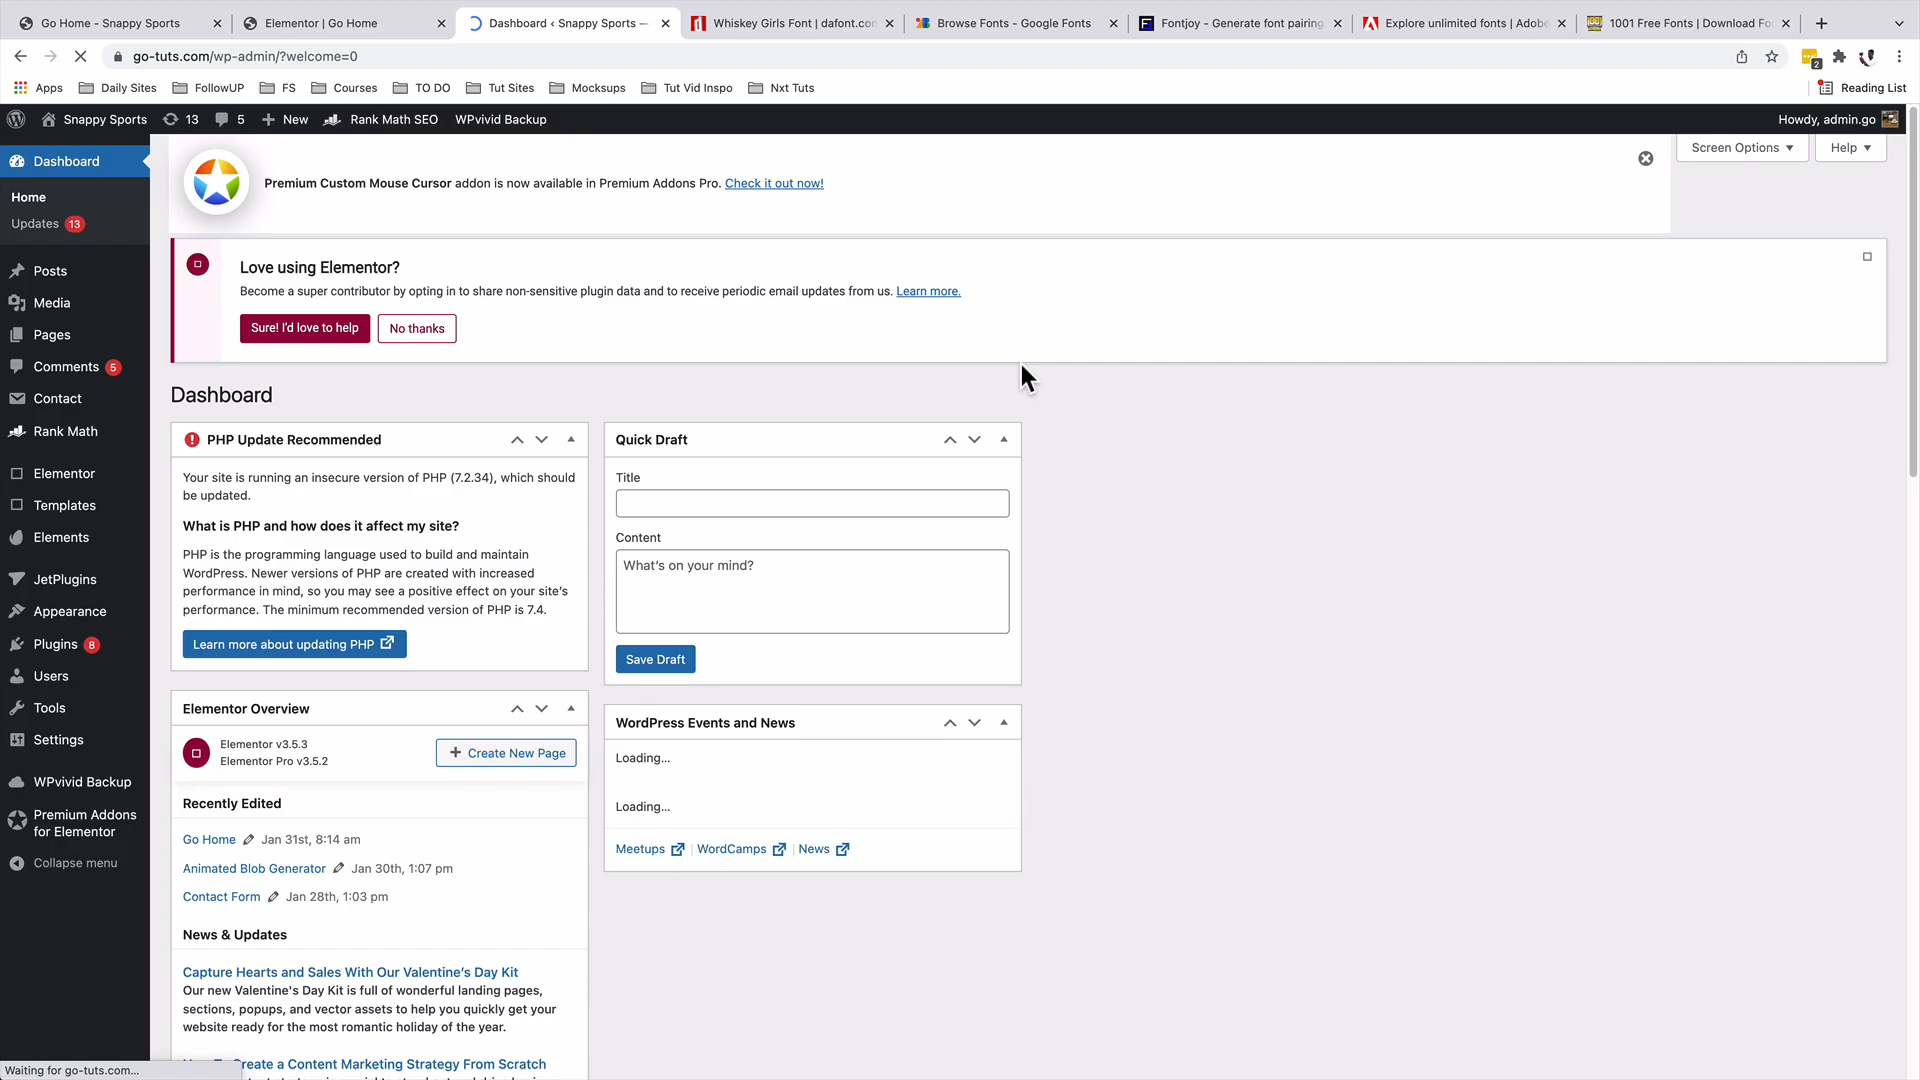 Go Home - Snappy Sports
Elementor | Go Home
Dashboard ‹ Snappy Sports —
Whiskey Girls Font | dafont.com
Browse Fonts - Google Fonts
Fontjoy - Generate font pairing
Explore unlimited fonts | Adobe
1001 Free Fonts | Download Fo
go-tuts.com/wp-admin/?welcome=0
2
Apps
Daily Sites
FollowUP
FS
Courses
TO DO
Tut Sites
Mocksups
Tut Vid Inspo
Nxt Tuts
Reading List
Snappy Sports
13
5
New
Rank Math SEO
WPvivid Backup
Howdy, admin.go
Dashboard
Home
Updates 13
Posts
Media
Pages
Comments 5
Contact
Rank Math
Elementor
Templates
Elements
JetPlugins
Appearance
Plugins 8
Users
Tools
Settings
WPvivid Backup
Premium Addons
for Elementor
Collapse menu
Screen Options
Help
Premium Custom Mouse Cursor addon is now available in Premium Addons Pro. Check it out now!
Love using Elementor?
Become a super contributor by opting in to share non-sensitive plugin data and to receive periodic email updates from us. Learn more.
Sure! I'd love to help
No thanks
Dashboard
PHP Update Recommended
Your site is running an insecure version of PHP (7.2.34), which should
be updated.
What is PHP and how does it affect my site?
PHP is the programming language used to build and maintain
WordPress. Newer versions of PHP are created with increased
performance in mind, so you may see a positive effect on your site's
performance. The minimum recommended version of PHP is 7.4.
Learn more about updating PHP
Elementor Overview
Elementor v3.5.3
Elementor Pro v3.5.2
Create New Page
Recently Edited
Go Home Jan 31st, 8:14 am
Animated Blob Generator Jan 30th, 1:07 pm
Contact Form Jan 28th, 1:03 pm
News & Updates
Capture Hearts and Sales With Our Valentine's Day Kit
Our new Valentine's Day Kit is full of wonderful landing pages,
sections, popups, and vector assets to help you quickly get your
website ready for the most romantic holiday of the year.
Create a Content Marketing Strategy From Scratch
Quick Draft
Title
Content
What's on your mind?
Save Draft
WordPress Events and News
Loading...
Loading...
Meetups | WordCamps | News
Waiting for go-tuts.com...